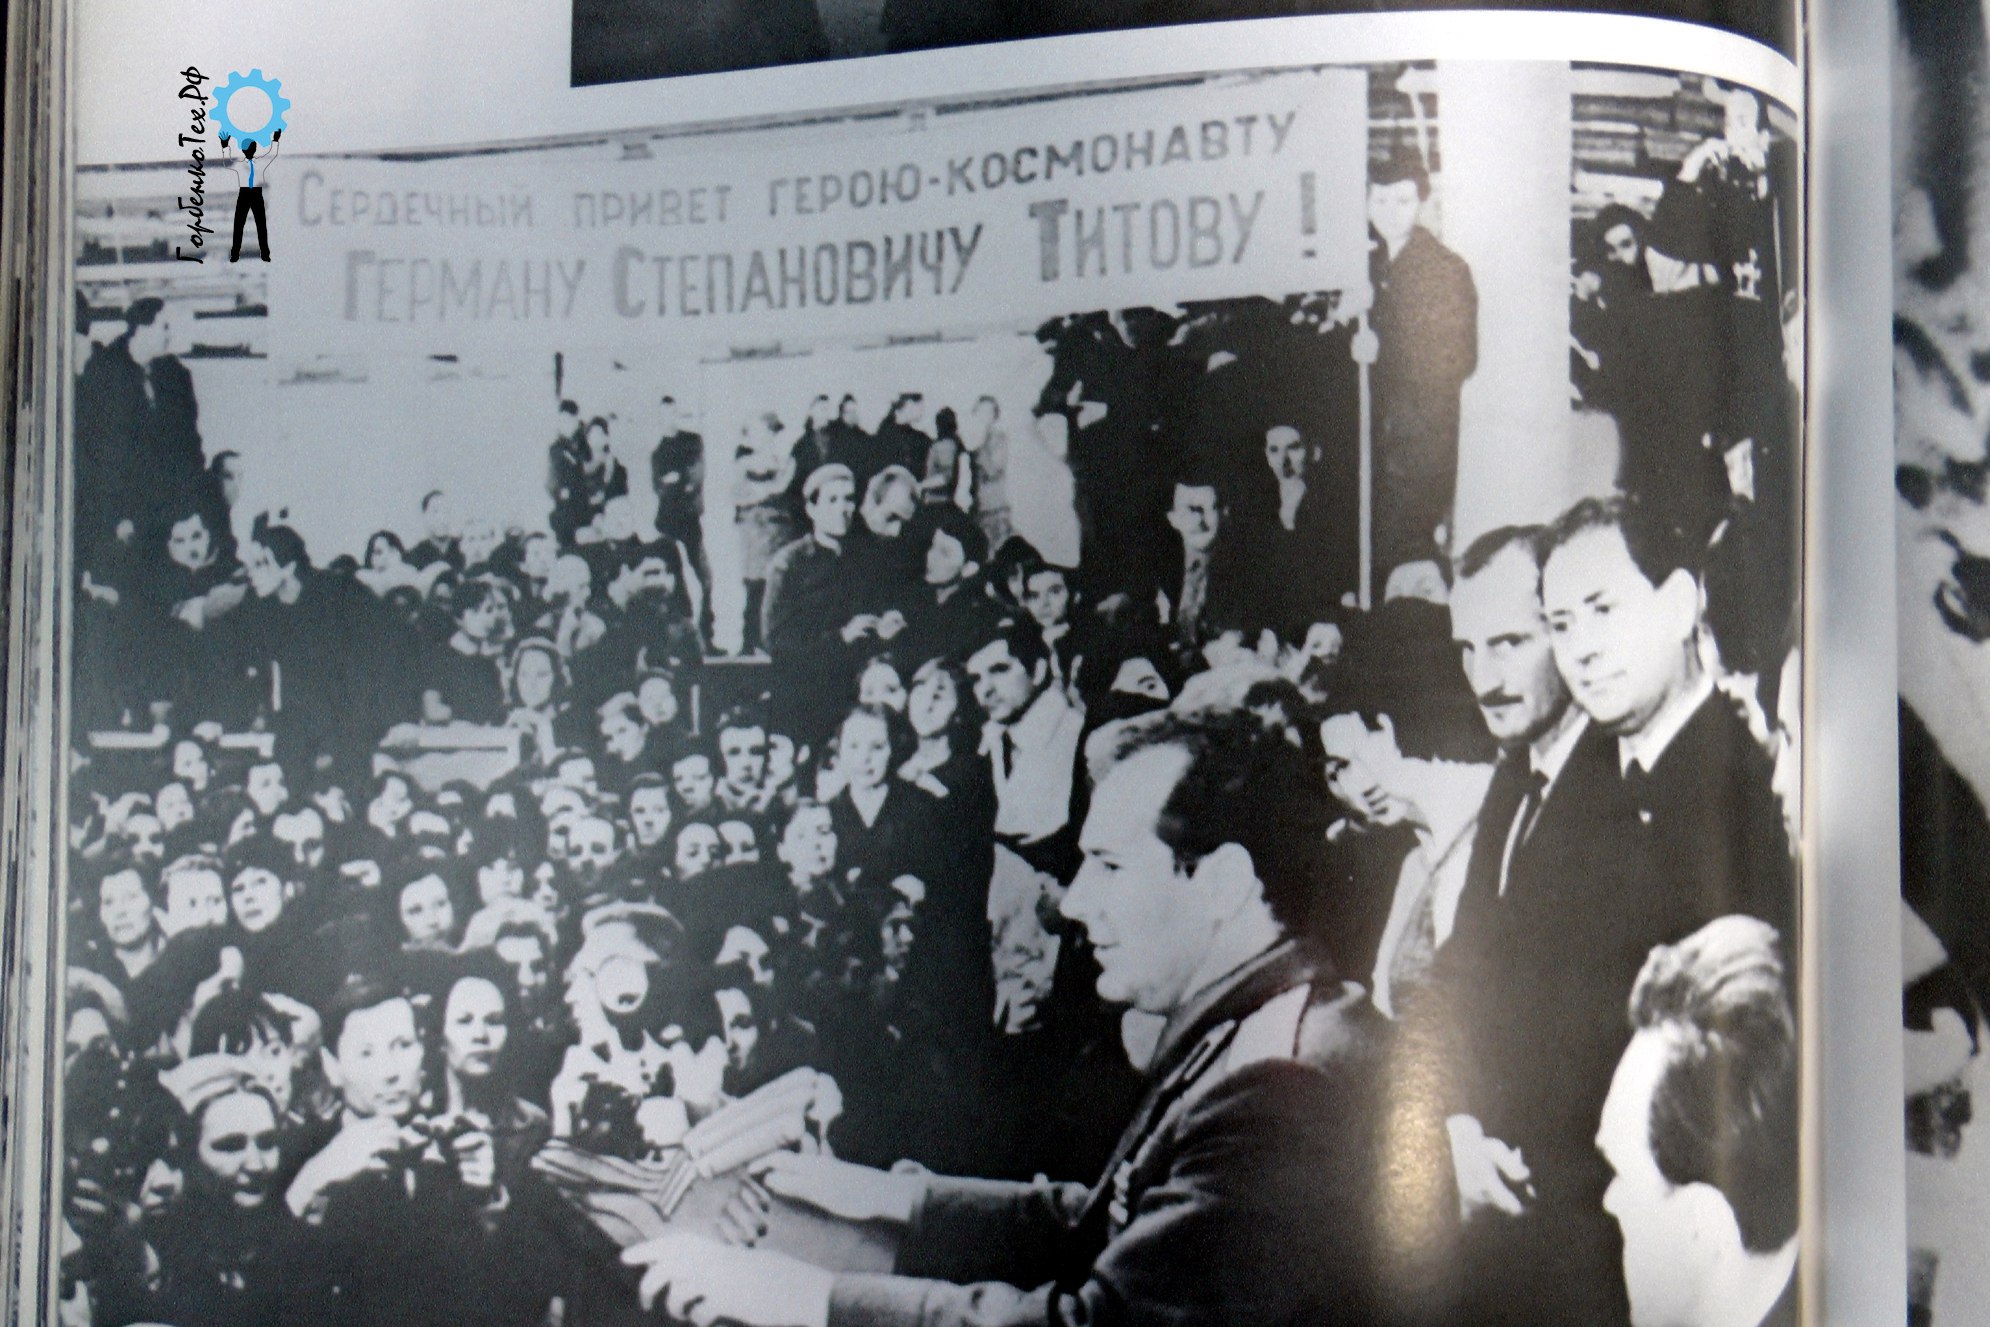 ГорбенкоТех.РФ
Сердечный привет герою-космонавту
Герману Степановичу Титову!